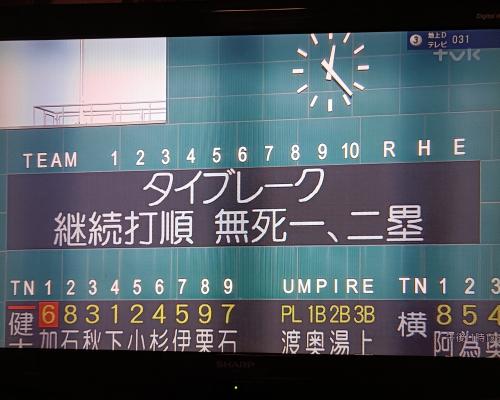 3 地上D テレビ 031
tvk
TEAM 1 2 3 4 5 6 7 8 9 10 R H E
タイブレーク
継続打順 無死一、二塁
TN 1 2 3 4 5 6 7 8 9 UMPIRE TN 1 2 3
健 6 8 3 1 2 4 5 9 7 PL 1B 2B 3B 横 8 5 4
加 石 秋 下 小 杉 伊 栗 石 渡 奥 湯 上 阿 為 奥
SHARP